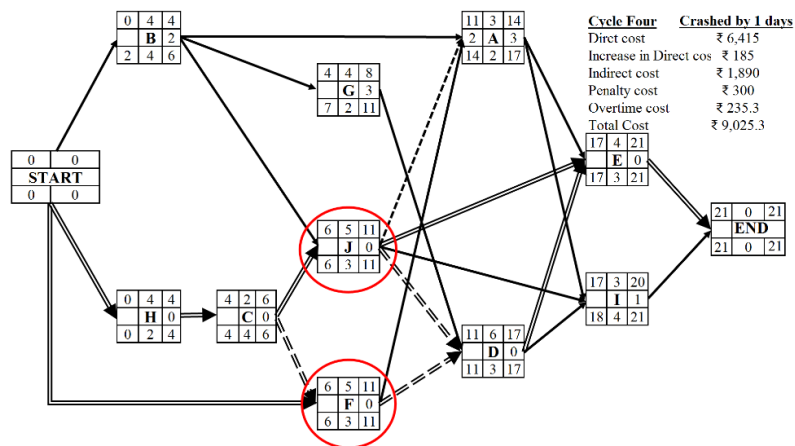 0 4 4
B 2
2 4 6
11 3 14
2 A 3
14 2 17
Cycle Four Crashed by 1 days
Dirct cost ₹ 6,415
Increase in Direct cos ₹ 185
Indirect cost ₹ 1,890
Penalty cost ₹ 300
Overtime cost ₹ 235.3
Total Cost ₹ 9,025.3
4 4 8
G 3
7 2 11
17 4 21
E 0
17 3 21
0 0
START
0 0
21 0 21
END
21 0 21
6 5 11
J 0
6 3 11
0 4 4
H 0
0 2 4
4 2 6
C 0
4 4 6
17 3 20
I 1
18 4 21
11 6 17
D 0
11 3 17
6 5 11
F 0
6 3 11